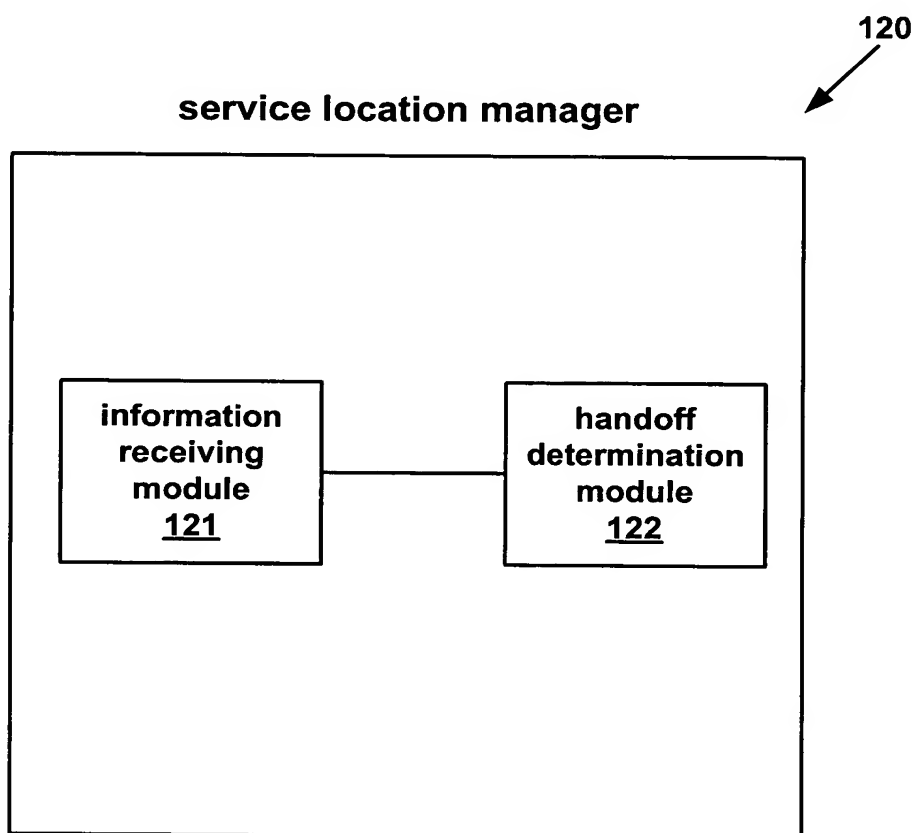 120
service location manager
information
receiving
module
121
handoff
determination
module
122